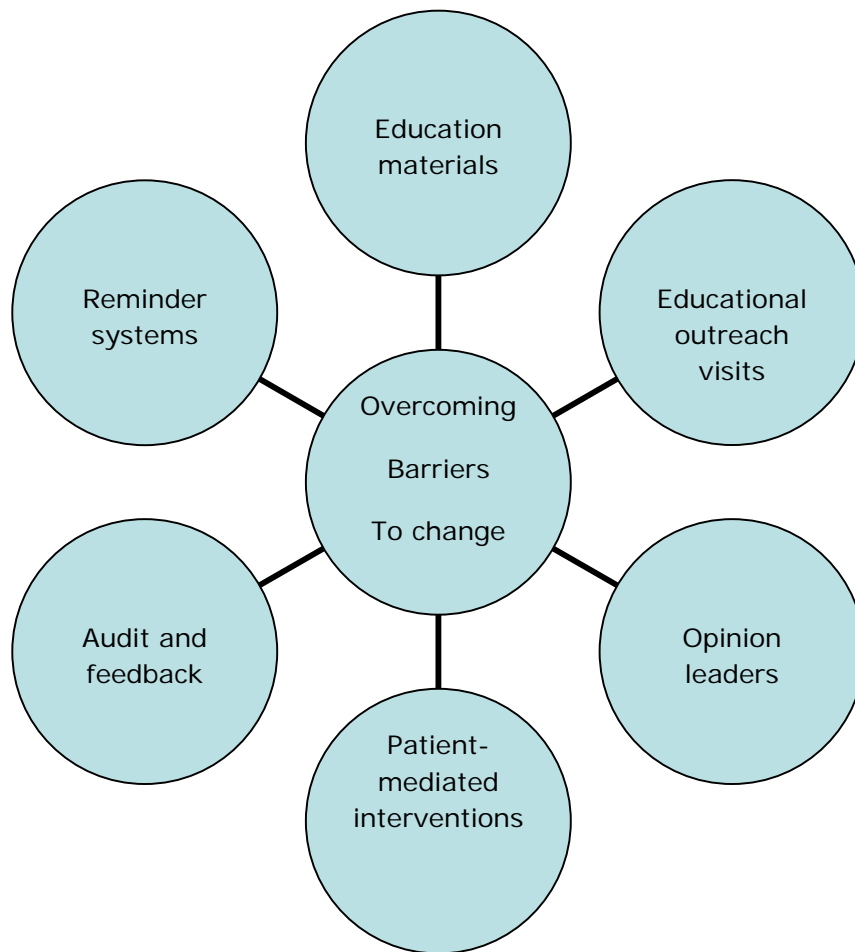 Education
materials
Educational
outreach
visits
Opinion
leaders
Patient-
mediated
interventions
Audit and
feedback
Reminder
systems
Overcoming
Barriers
To change